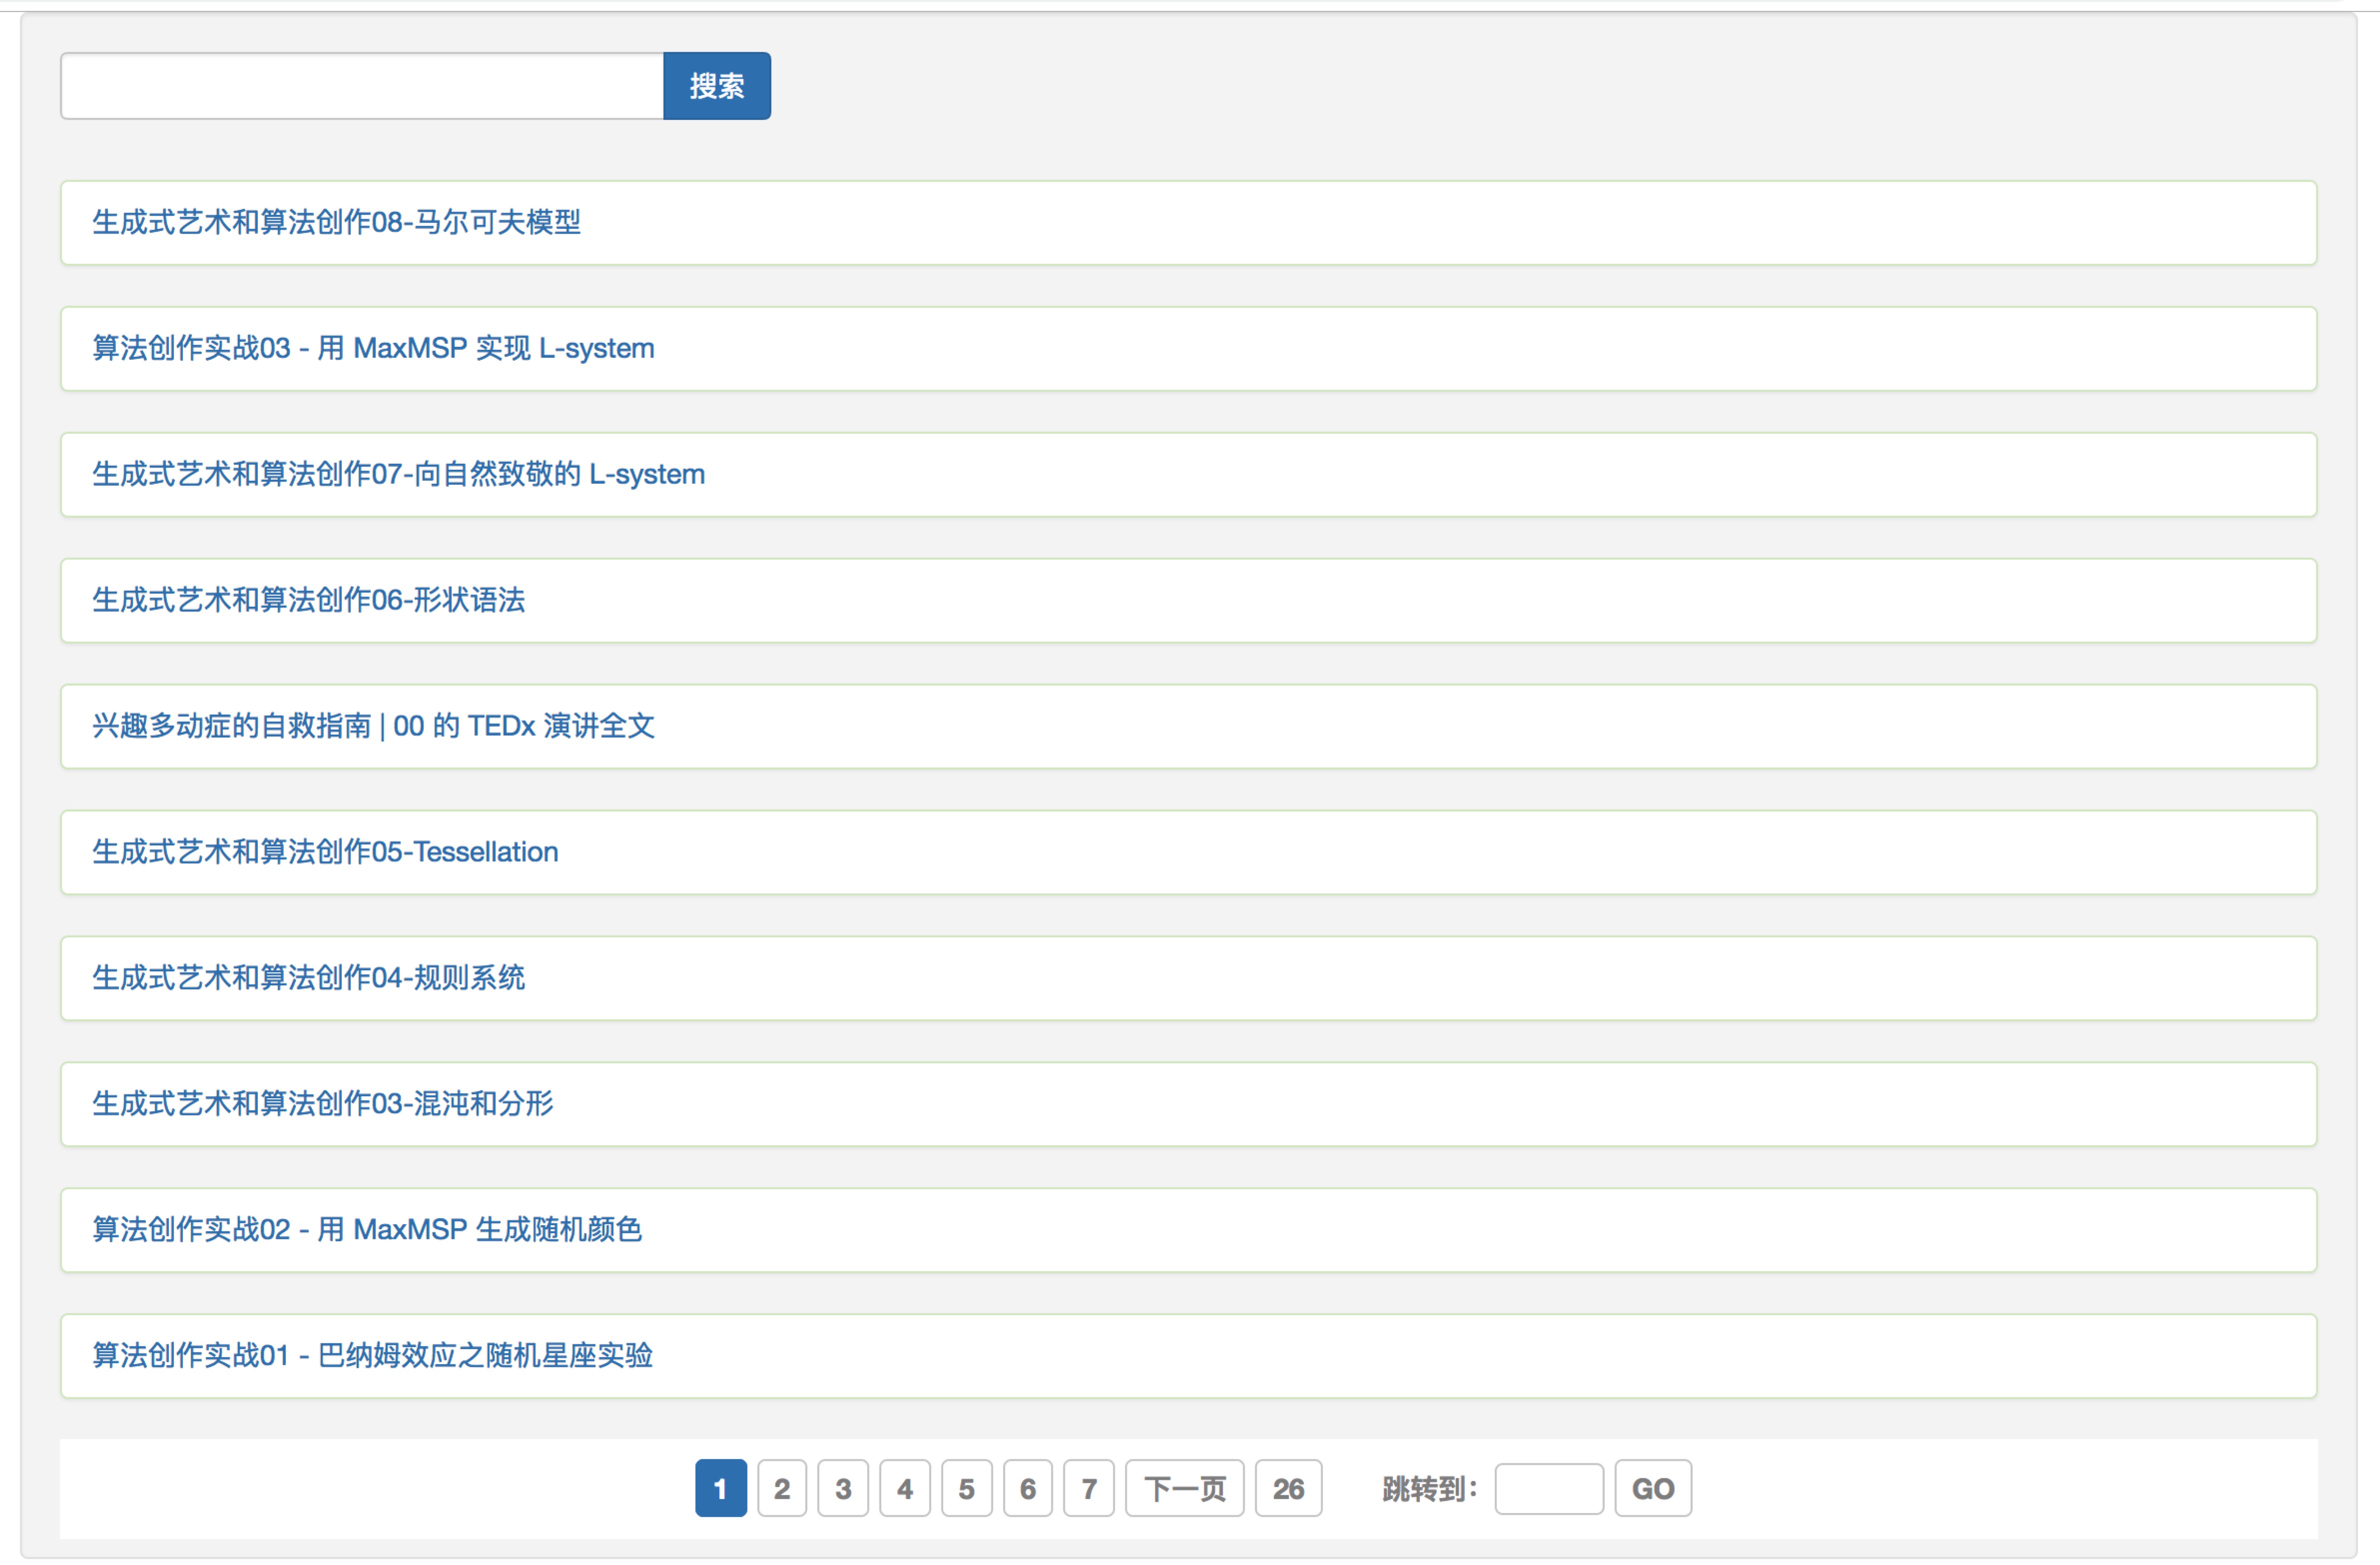 搜索
生成式艺术和算法创作08-马尔可夫模型
算法创作实战03 - 用 MaxMSP 实现 L-system
生成式艺术和算法创作07-向自然致敬的 L-system
生成式艺术和算法创作06-形状语法
兴趣多动症的自救指南 | 00 的 TEDx 演讲全文
生成式艺术和算法创作05-Tessellation
生成式艺术和算法创作04-规则系统
生成式艺术和算法创作03-混沌和分形
算法创作实战02 - 用 MaxMSP 生成随机颜色
算法创作实战01 - 巴纳姆效应之随机星座实验
1 2 3 4 5 6 7 下一页 26 跳转到： GO